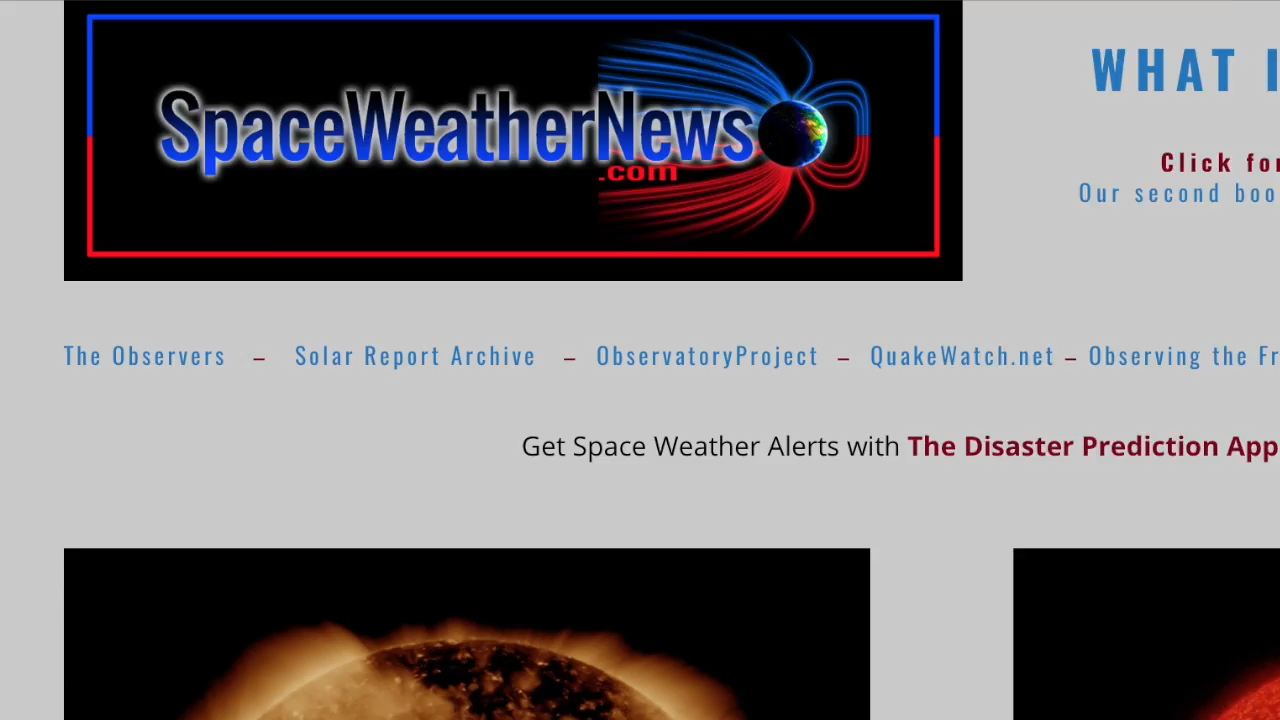 SpaceWeatherNews
.com
WHAT I
Click for
Our second boo
The Observers – Solar Report Archive – ObservatoryProject – QuakeWatch.net – Observing the Fr
Get Space Weather Alerts with The Disaster Prediction App